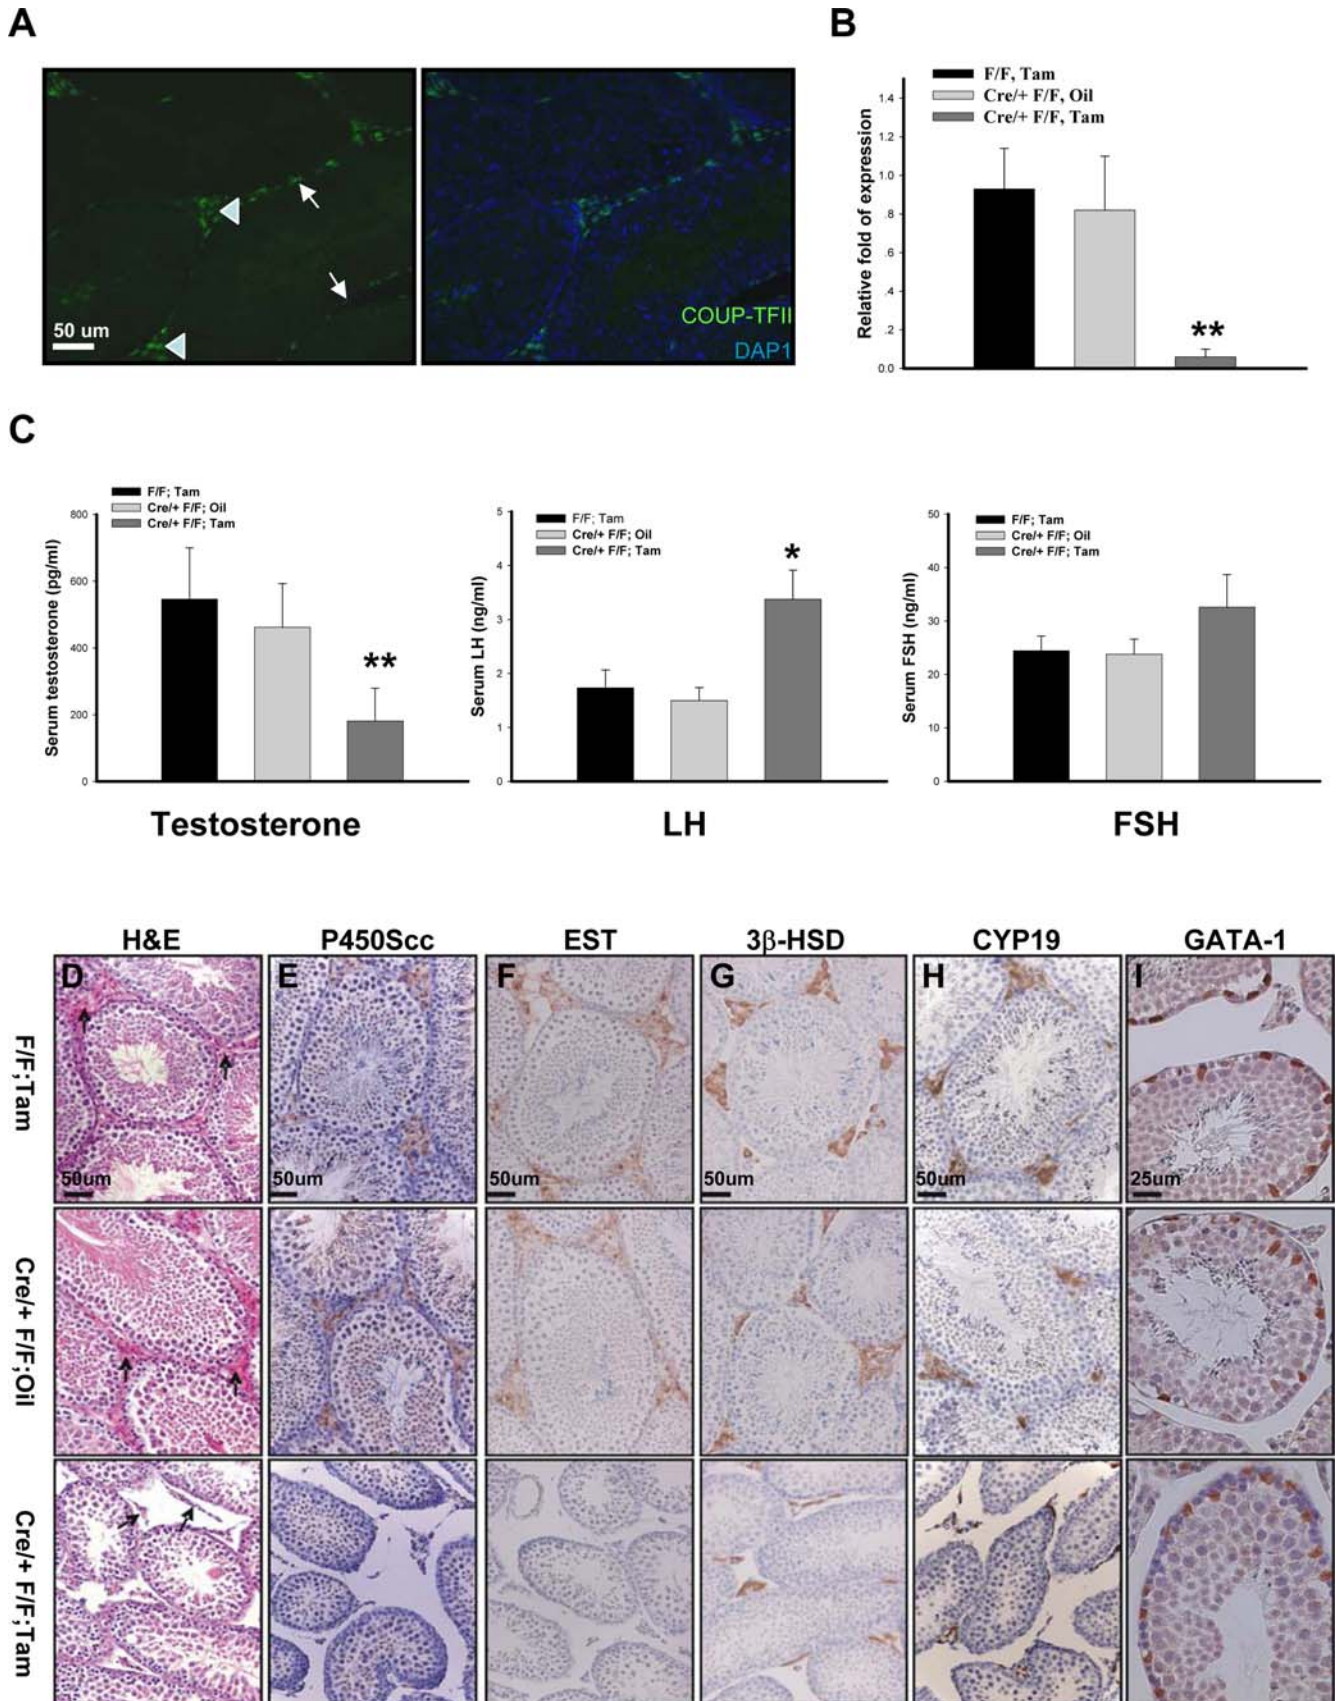 A
B
50 um
COUP-TFII
DAP1
F/F, Tam
Cre/+ F/F, Oil
Cre/+ F/F, Tam
Relative fold of expression
1.4
1.2
1.0
.8
.6
.4
.2
0.0
**
C
F/F; Tam
Cre/+ F/F; Oil
Cre/+ F/F; Tam
Serum testosterone (pg/ml)
800
600
400
200
0
**
Testosterone
F/F; Tam
Cre/+ F/F; Oil
Cre/+ F/F; Tam
Serum LH (ng/ml)
5
4
3
2
1
0
*
LH
F/F; Tam
Cre/+ F/F; Oil
Cre/+ F/F; Tam
Serum FSH (ng/ml)
50
40
30
20
10
0
FSH
H&E P450Scc EST 3β-HSD CYP19 GATA-1
D E F G H I
F/F;Tam
50um 50um 50um 50um 50um 25um
Cre/+ F/F;Oil
Cre/+ F/F;Tam